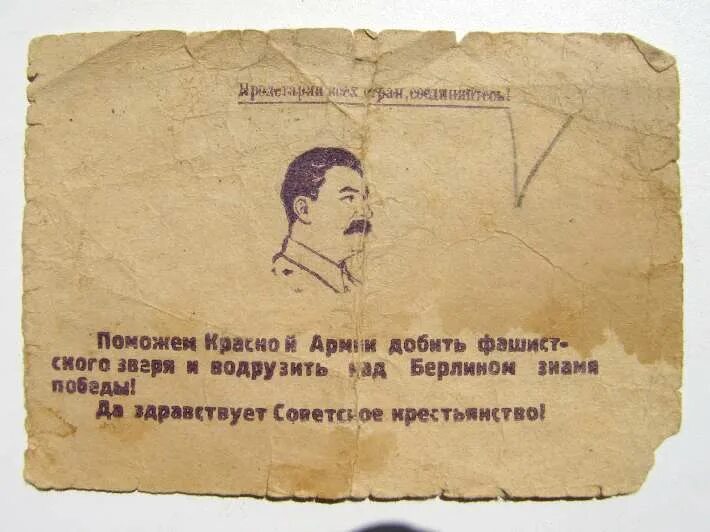 Пролетарии всех стран, соединяйтесь!
Поможем Красной Армии добить фашист-
ского зверя и водрузить над Берлином знамя
победы!
Да здравствует Советское крестьянство!